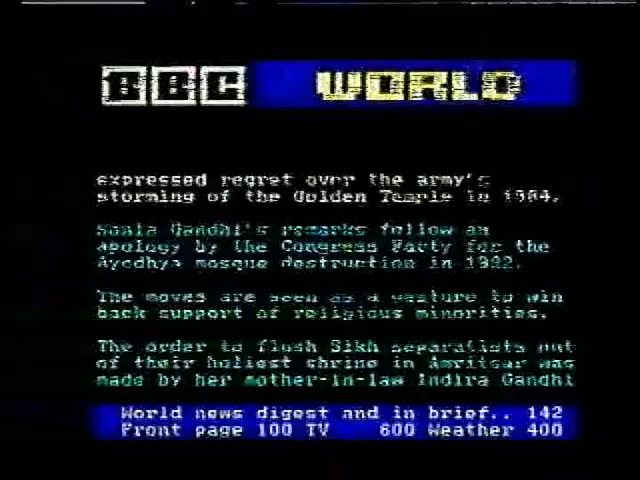 BBC WORLD
expressed regret over the army's
storming of the Golden Temple in 1984.
Sonia Gandhi's remarks follow an
apology by the Congress Party for the
Ayodhya mosque destruction in 1992.
The moves are seen as a gesture to win
back support of religious minorities.
The order to flush Sikh separatists out
of their holiest shrine in Amritsar was
made by her mother-in-law Indira Gandhi
World news digest and in brief.. 142
Front page 100 TV 600 Weather 400